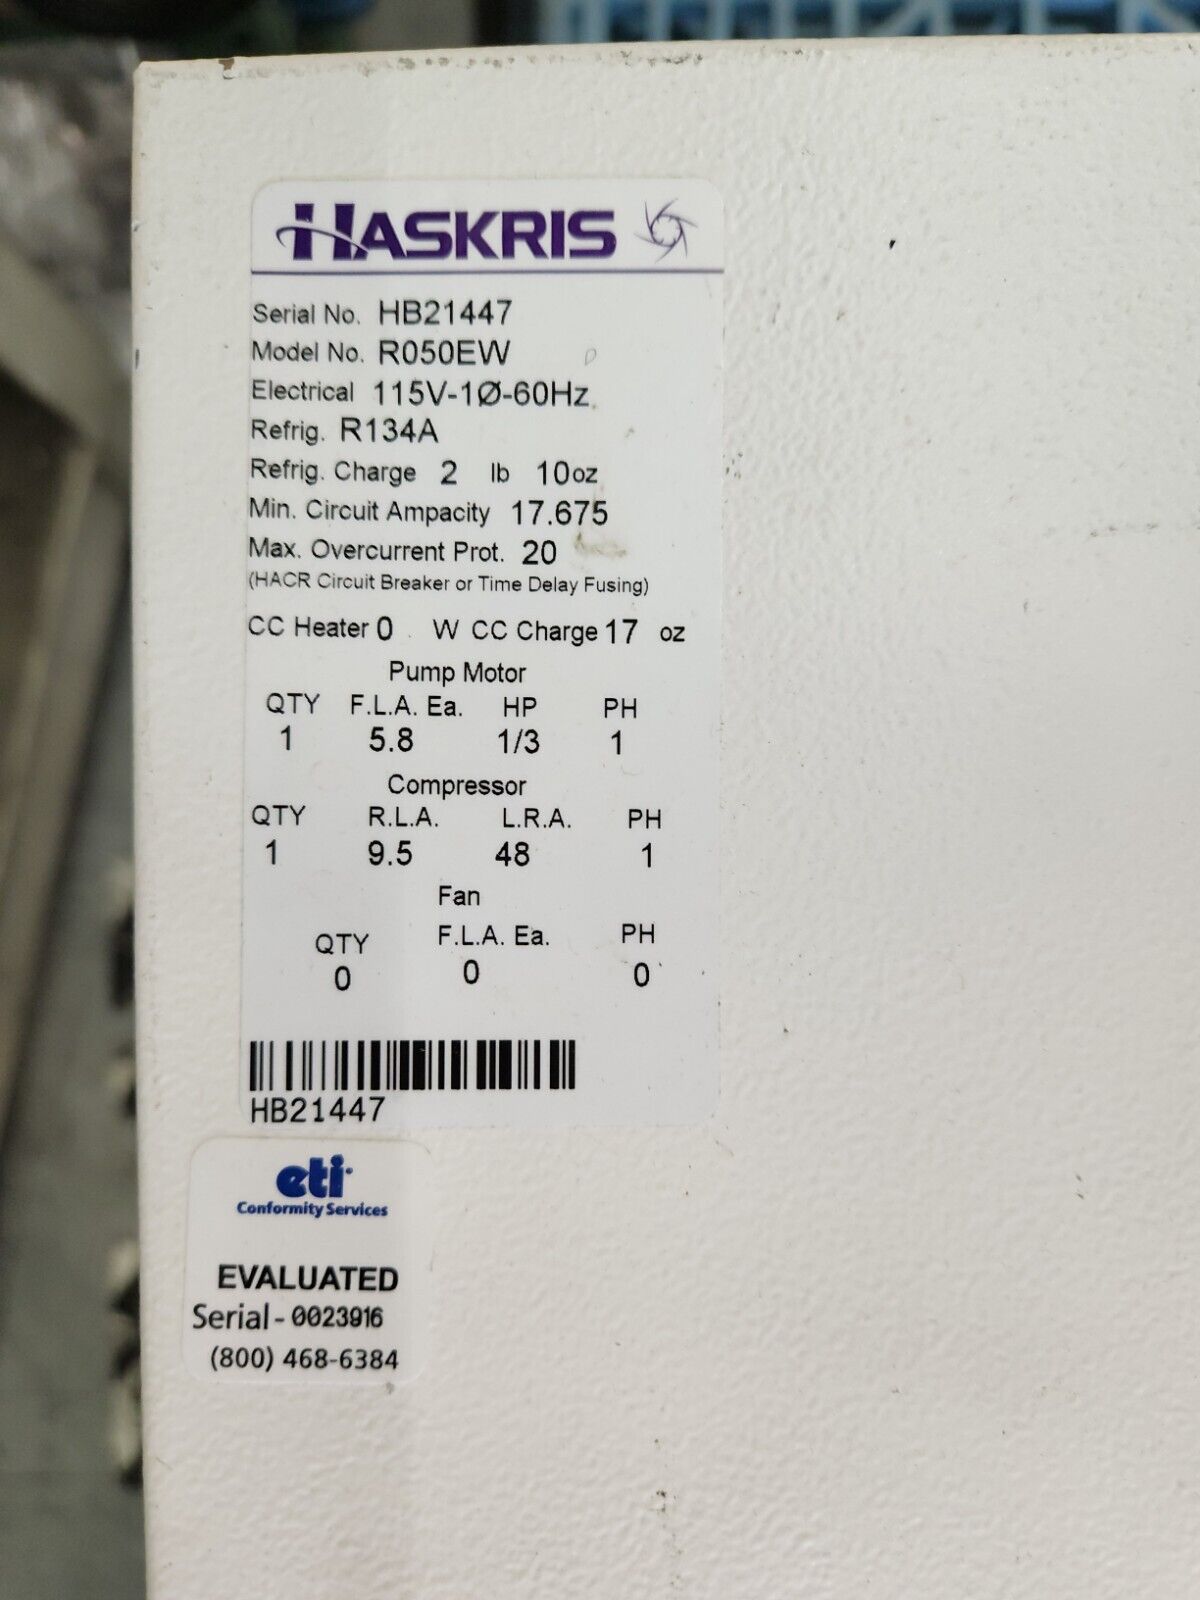 HASKRIS
Serial No. HB21447
Model No. R050EW
Electrical 115V-1Ø-60Hz
Refrig. R134A
Refrig. Charge 2 lb 10oz
Min. Circuit Ampacity 17.675
Max. Overcurrent Prot. 20
(HACR Circuit Breaker or Time Delay Fusing)
CC Heater 0 W CC Charge 17 oz
Pump Motor
QTY F.L.A. Ea. HP PH
1 5.8 1/3 1
Compressor
QTY R.L.A. L.R.A. PH
1 9.5 48 1
Fan
QTY F.L.A. Ea. PH
0 0 0
HB21447
eti
Conformity Services
EVALUATED
Serial - 0023916
(800) 468-6384